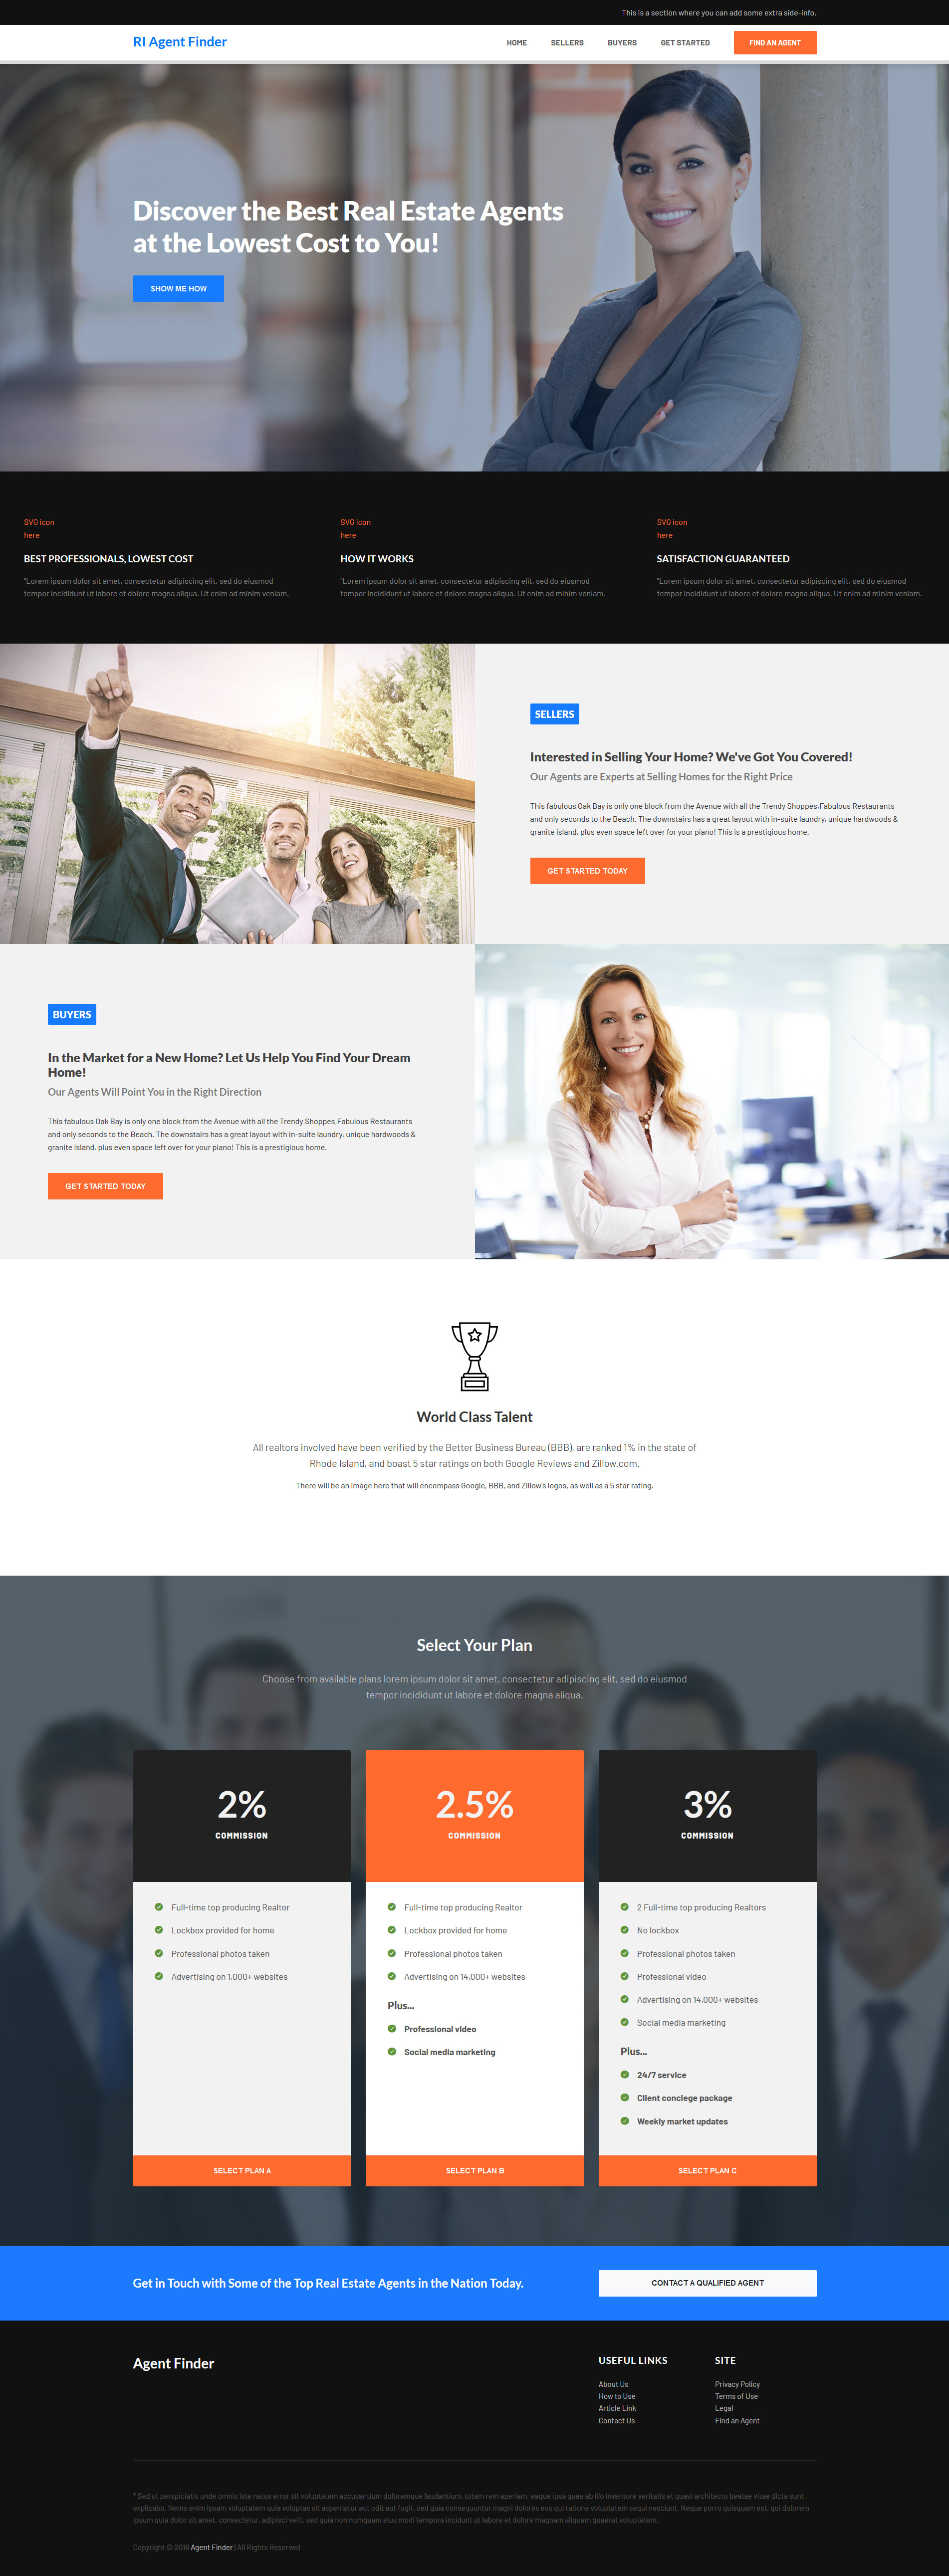 This is a section where you can add some extra side-info.
RI Agent Finder
HOME SELLERS BUYERS GET STARTED FIND AN AGENT
Discover the Best Real Estate Agents
at the Lowest Cost to You!
SHOW ME HOW
SVG icon
here
BEST PROFESSIONALS, LOWEST COST
"Lorem ipsum dolor sit amet, consectetur adipiscing elit, sed do eiusmod
tempor incididunt ut labore et dolore magna aliqua. Ut enim ad minim veniam.
SVG icon
here
HOW IT WORKS
"Lorem ipsum dolor sit amet, consectetur adipiscing elit, sed do eiusmod
tempor incididunt ut labore et dolore magna aliqua. Ut enim ad minim veniam.
SVG icon
here
SATISFACTION GUARANTEED
"Lorem ipsum dolor sit amet, consectetur adipiscing elit, sed do eiusmod
tempor incididunt ut labore et dolore magna aliqua. Ut enim ad minim veniam.
SELLERS
Interested in Selling Your Home? We've Got You Covered!
Our Agents are Experts at Selling Homes for the Right Price
This fabulous Oak Bay is only one block from the Avenue with all the Trendy Shoppes,Fabulous Restaurants
and only seconds to the Beach. The downstairs has a great layout with in-suite laundry, unique hardwoods &
granite island, plus even space left over for your piano! This is a prestigious home.
GET STARTED TODAY
BUYERS
In the Market for a New Home? Let Us Help You Find Your Dream
Home!
Our Agents Will Point You in the Right Direction
This fabulous Oak Bay is only one block from the Avenue with all the Trendy Shoppes,Fabulous Restaurants
and only seconds to the Beach. The downstairs has a great layout with in-suite laundry, unique hardwoods &
granite island, plus even space left over for your piano! This is a prestigious home.
GET STARTED TODAY
World Class Talent
All realtors involved have been verified by the Better Business Bureau (BBB), are ranked 1% in the state of
Rhode Island, and boast 5 star ratings on both Google Reviews and Zillow.com.
There will be an image here that will encompass Google, BBB, and Zillow's logos, as well as a 5 star rating.
Select Your Plan
Choose from available plans lorem ipsum dolor sit amet, consectetur adipiscing elit, sed do eiusmod
tempor incididunt ut labore et dolore magna aliqua.
2%
COMMISSION
Full-time top producing Realtor
Lockbox provided for home
Professional photos taken
Advertising on 1,000+ websites
SELECT PLAN A
2.5%
COMMISSION
Full-time top producing Realtor
Lockbox provided for home
Professional photos taken
Advertising on 14,000+ websites
Plus...
Professional video
Social media marketing
SELECT PLAN B
3%
COMMISSION
2 Full-time top producing Realtors
No lockbox
Professional photos taken
Professional video
Advertising on 14,000+ websites
Social media marketing
Plus...
24/7 service
Client conciege package
Weekly market updates
SELECT PLAN C
Get in Touch with Some of the Top Real Estate Agents in the Nation Today.
CONTACT A QUALIFIED AGENT
Agent Finder
USEFUL LINKS
About Us
How to Use
Article Link
Contact Us
SITE
Privacy Policy
Terms of Use
Legal
Find an Agent
* Sed ut perspiciatis unde omnis iste natus error sit voluptatem accusantium doloremque laudantium, totam rem aperiam, eaque ipsa quae ab illo inventore veritatis et quasi architecto beatae vitae dicta sunt
explicabo. Nemo enim ipsam voluptatem quia voluptas sit aspernatur aut odit aut fugit, sed quia consequuntur magni dolores eos qui ratione voluptatem sequi nesciunt. Neque porro quisquam est, qui dolorem
ipsum quia dolor sit amet, consectetur, adipisci velit, sed quia non numquam eius modi tempora incidunt ut labore et dolore magnam aliquam quaerat voluptatem.
Copyright © 2018 Agent Finder | All Rights Reserved